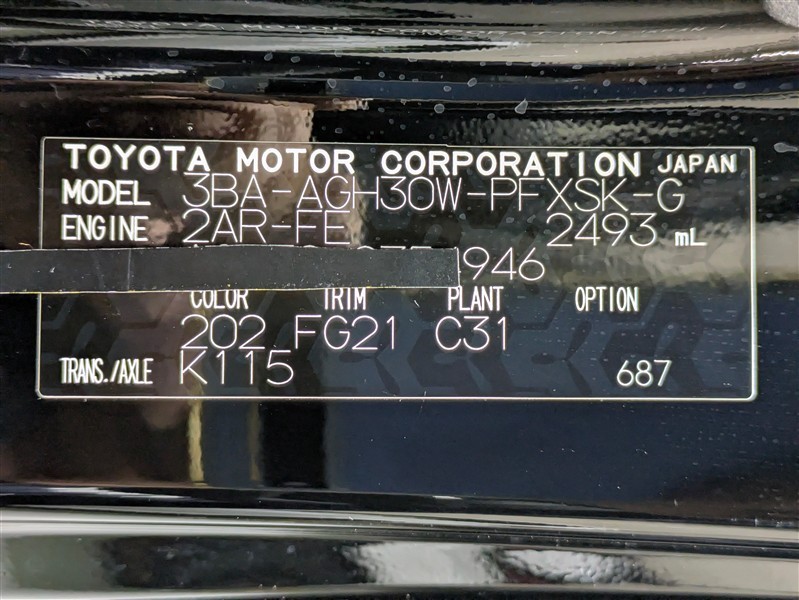 TOYOTA MOTOR CORPORATION JAPAN
MODEL 3BA-AGH30W-PFXSK-G
ENGINE 2AR-FE 2493 mL
946
COLOR TRIM PLANT OPTION
202 FG21 C31
TRANS./AXLE K115 687